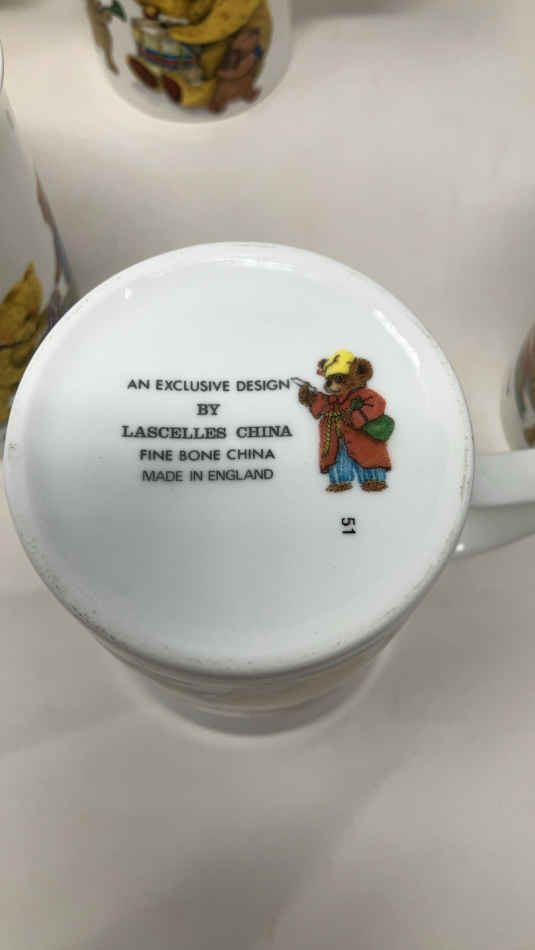 AN EXCLUSIVE DESIGN
BY
LASCELLES CHINA
FINE BONE CHINA
MADE IN ENGLAND
51